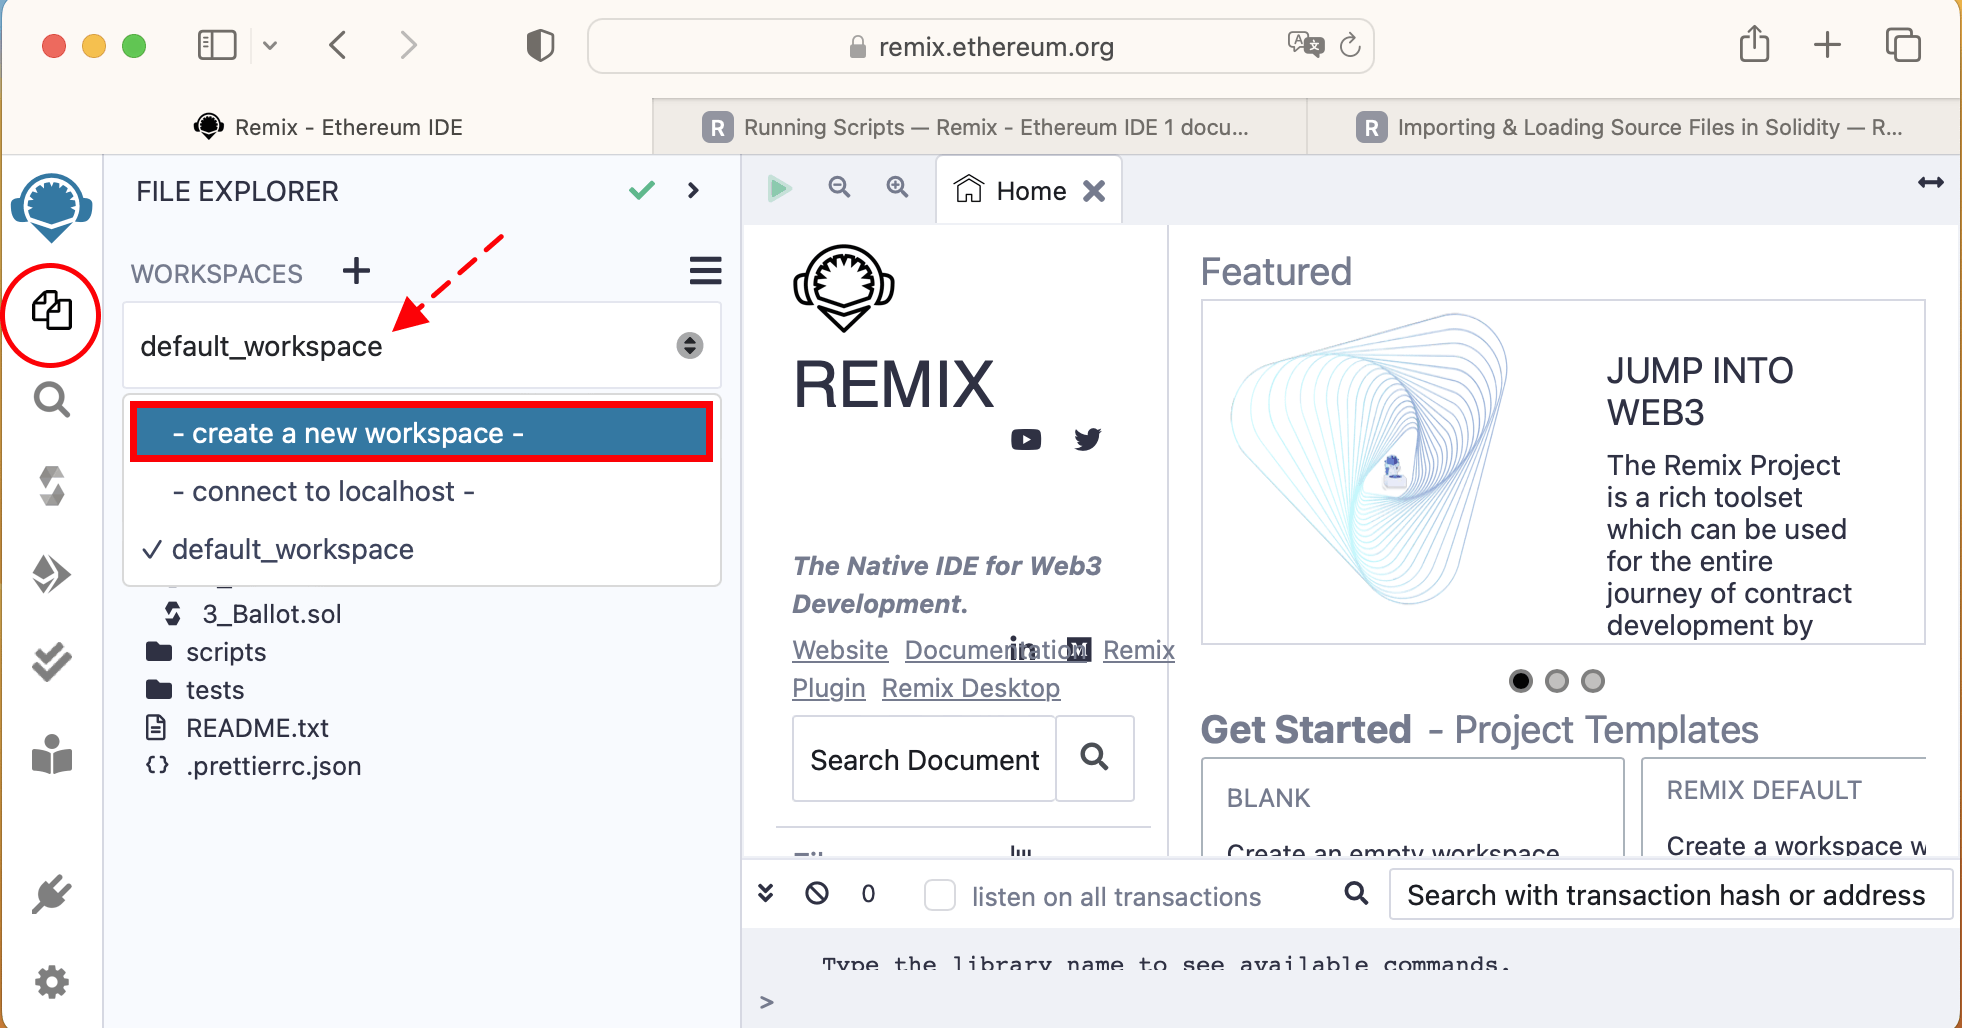 remix.ethereum.org
Remix - Ethereum IDE
R Running Scripts — Remix - Ethereum IDE 1 docu...
R Importing & Loading Source Files in Solidity — R...
FILE EXPLORER
WORKSPACES
default_workspace
- create a new workspace -
- connect to localhost -
✓ default_workspace
3_Ballot.sol
scripts
tests
README.txt
{} .prettierrc.json
Home
REMIX
The Native IDE for Web3
Development.
Website Documentation Remix
Plugin Remix Desktop
Search Document
Featured
JUMP INTO
WEB3
The Remix Project
is a rich toolset
which can be used
for the entire
journey of contract
development by
Get Started - Project Templates
BLANK
Create an empty workspace
REMIX DEFAULT
Create a workspace w
0
listen on all transactions
Search with transaction hash or address
Type the library name to see available commands.
>